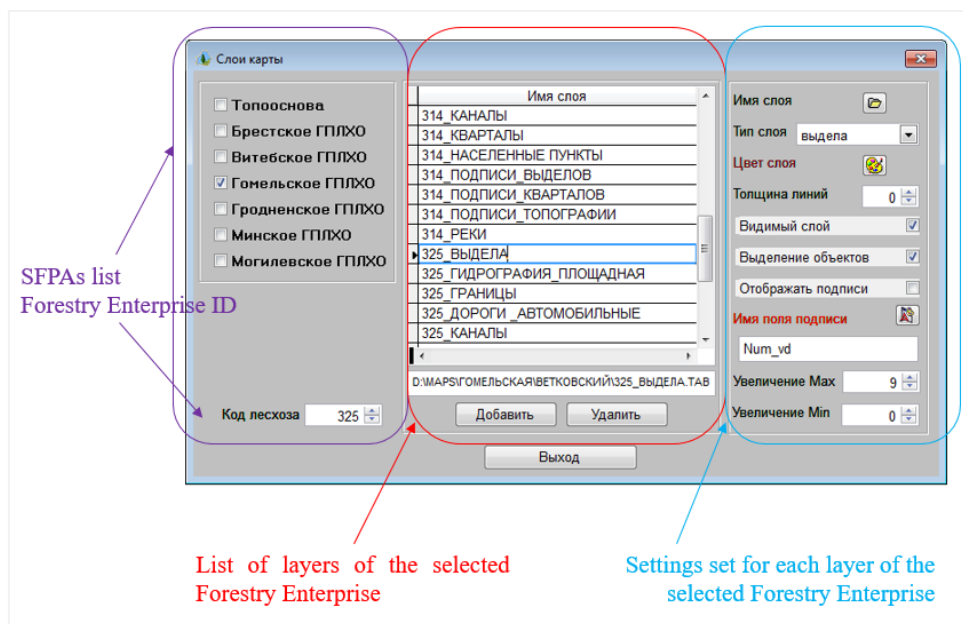 Слои карты
Топооснова
Брестское ГПЛХО
Витебское ГПЛХО
Гомельское ГПЛХО
Гродненское ГПЛХО
Минское ГПЛХО
Могилевское ГПЛХО
Код лесхоза 325
Имя слоя
314_КАНАЛЫ
314_КВАРТАЛЫ
314_НАСЕЛЕННЫЕ ПУНКТЫ
314_ПОДПИСИ_ВЫДЕЛОВ
314_ПОДПИСИ_КВАРТАЛОВ
314_ПОДПИСИ_ТОПОГРАФИИ
314_РЕКИ
325_ВЫДЕЛА
325_ГИДРОГРАФИЯ_ПЛОЩАДНАЯ
325_ГРАНИЦЫ
325_ДОРОГИ _АВТОМОБИЛЬНЫЕ
325_КАНАЛЫ
D:\MAPS\ГОМЕЛЬСКАЯ\ВЕТКОВСКИЙ\325_ВЫДЕЛА.TAB
Добавить Удалить
Выход
Имя слоя
Тип слоя выдела
Цвет слоя
Толщина линий 0
Видимый слой
Выделение объектов
Отображать подписи
Имя поля подписи
Num_vd
Увеличение Max 9
Увеличение Min 0
SFPAs list
Forestry Enterprise ID
List of layers of the selected
Forestry Enterprise
Settings set for each layer of the
selected Forestry Enterprise